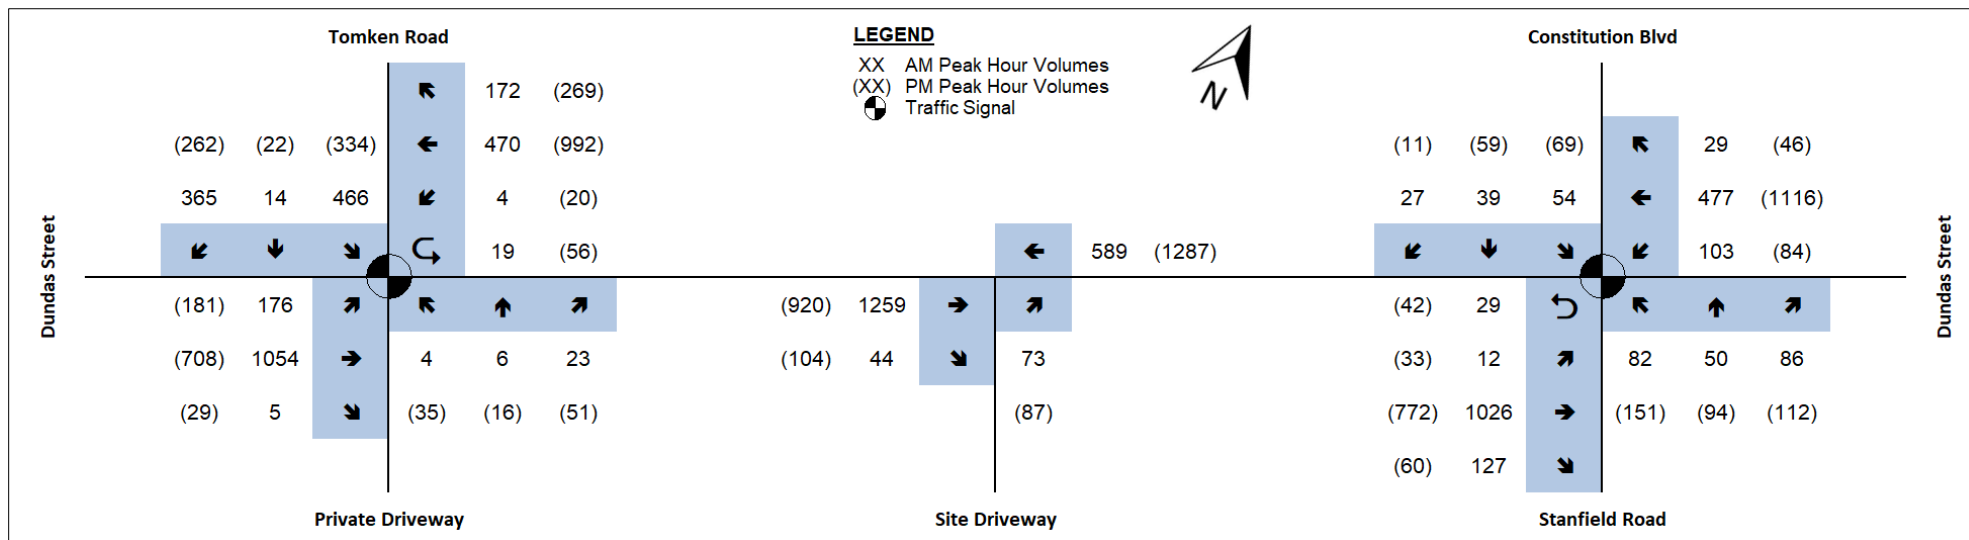 Tomken Road
LEGEND
Constitution Blvd
XX AM Peak Hour Volumes
(XX) PM Peak Hour Volumes
Traffic Signal
N
172 (269)
(262) (22) (334) 470 (992)
(11) (59) (69) 29 (46)
365 14 466 4 (20)
27 39 54 477 (1116)
19 (56)
589 (1287)
103 (84)
Dundas Street
Dundas Street
(181) 176
(920) 1259
(42) 29
(708) 1054 4 6 23
(104) 44 73
(33) 12 82 50 86
(29) 5 (35) (16) (51)
(87)
(772) 1026 (151) (94) (112)
(60) 127
Private Driveway
Site Driveway
Stanfield Road